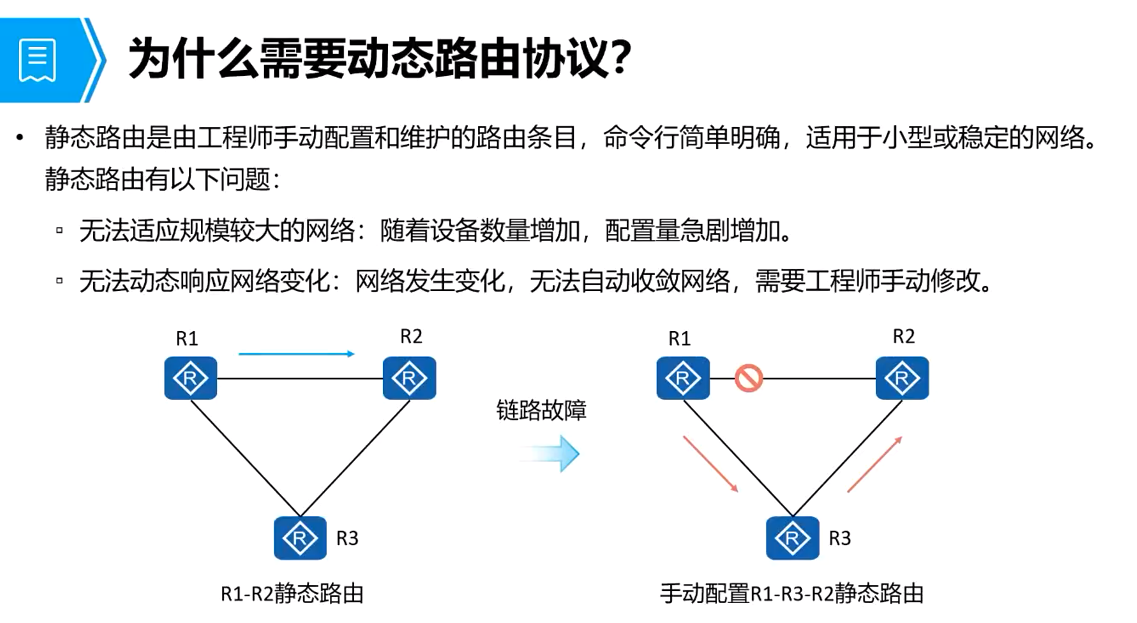 为什么需要动态路由协议？
• 静态路由是由工程师手动配置和维护的路由条目，命令行简单明确，适用于小型或稳定的网络。
静态路由有以下问题：
▫ 无法适应规模较大的网络：随着设备数量增加，配置量急剧增加。
▫ 无法动态响应网络变化：网络发生变化，无法自动收敛网络，需要工程师手动修改。
R1
R2
R
R
R
R3
R1-R2静态路由
链路故障
R1
R2
R
R
R
R3
手动配置R1-R3-R2静态路由